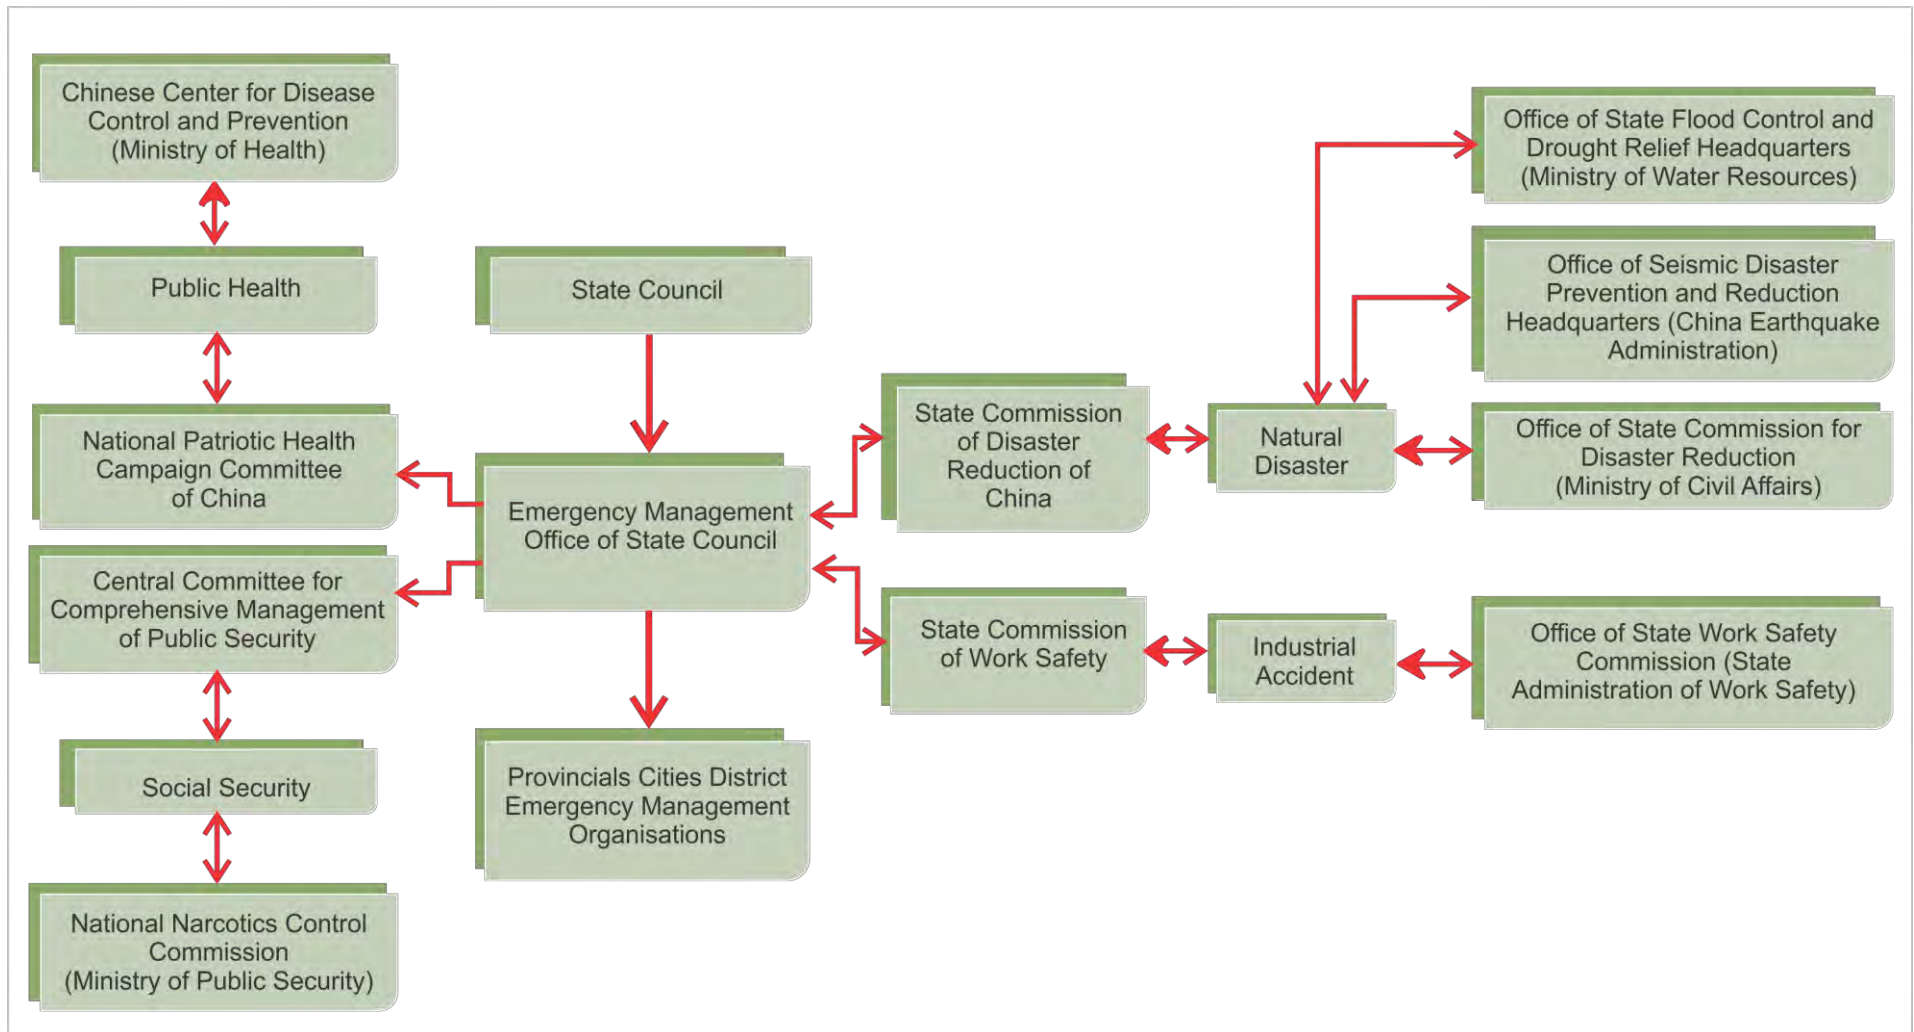 Chinese Center for Disease
Control and Prevention
(Ministry of Health)
Public Health
National Patriotic Health
Campaign Committee
of China
Central Committee for
Comprehensive Management
of Public Security
Social Security
National Narcotics Control
Commission
(Ministry of Public Security)
State Council
Emergency Management
Office of State Council
Provincials Cities District
Emergency Management
Organisations
State Commission
of Disaster
Reduction of
China
State Commission
of Work Safety
Natural
Disaster
Industrial
Accident
Office of State Flood Control and
Drought Relief Headquarters
(Ministry of Water Resources)
Office of Seismic Disaster
Prevention and Reduction
Headquarters (China Earthquake
Administration)
Office of State Commission for
Disaster Reduction
(Ministry of Civil Affairs)
Office of State Work Safety
Commission (State
Administration of Work Safety)